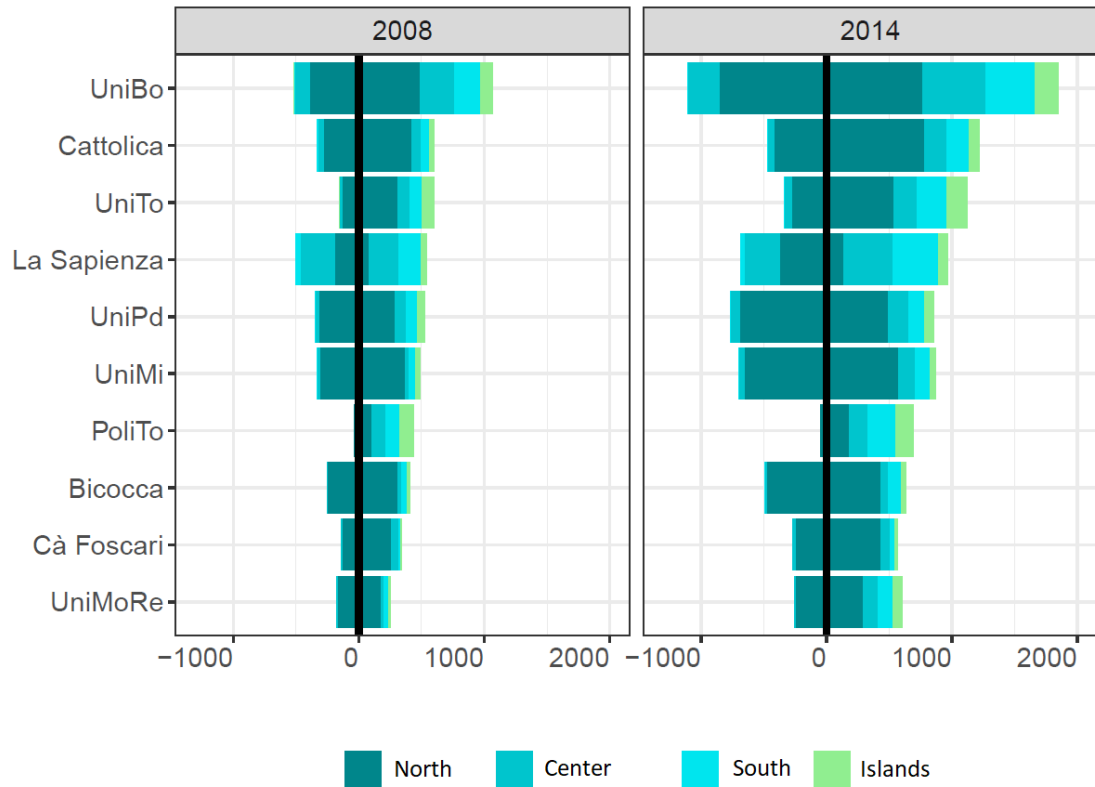 2008 2014
UniBo
Cattolica
UniTo
La Sapienza
UniPd
UniMi
PoliTo
Bicocca
Cà Foscari
UniMoRe
−1000 0 1000 2000 −1000 0 1000 2000
North Center South Islands